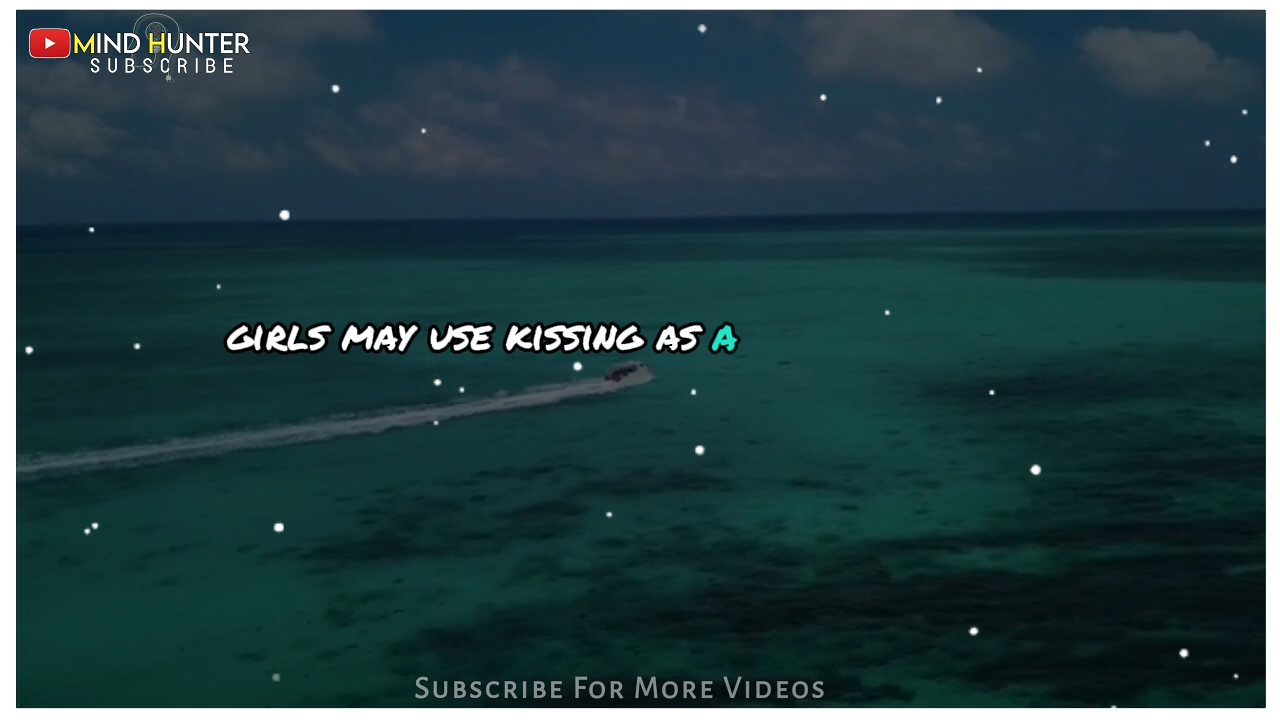 MIND HUNTER
SUBSCRIBE
GIRLS MAY USE KISSING AS A
SUBSCRIBE FOR MORE VIDEOS